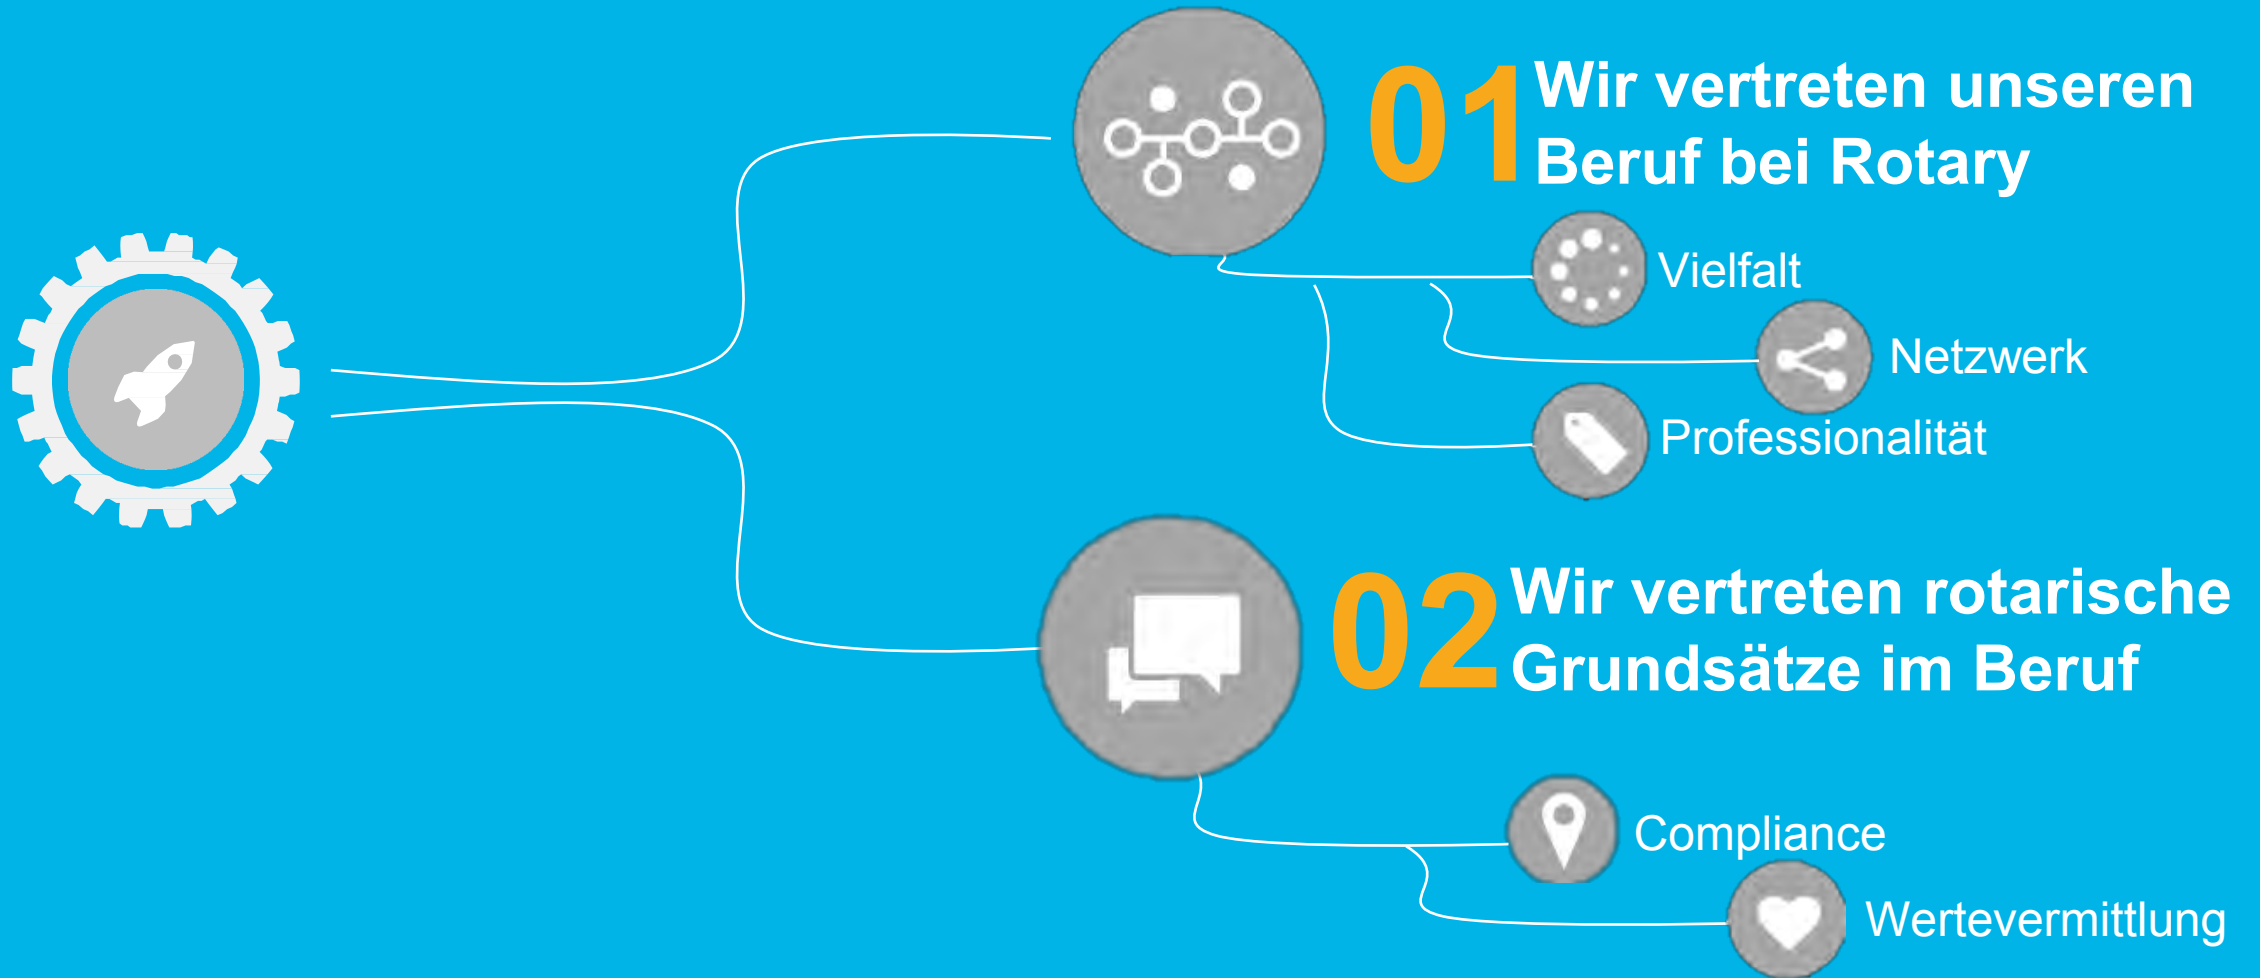 01
Wir vertreten unseren
Beruf bei Rotary
Vielfalt
Netzwerk
Professionalität
02
Wir vertreten rotarische
Grundsätze im Beruf
Compliance
Wertevermittlung